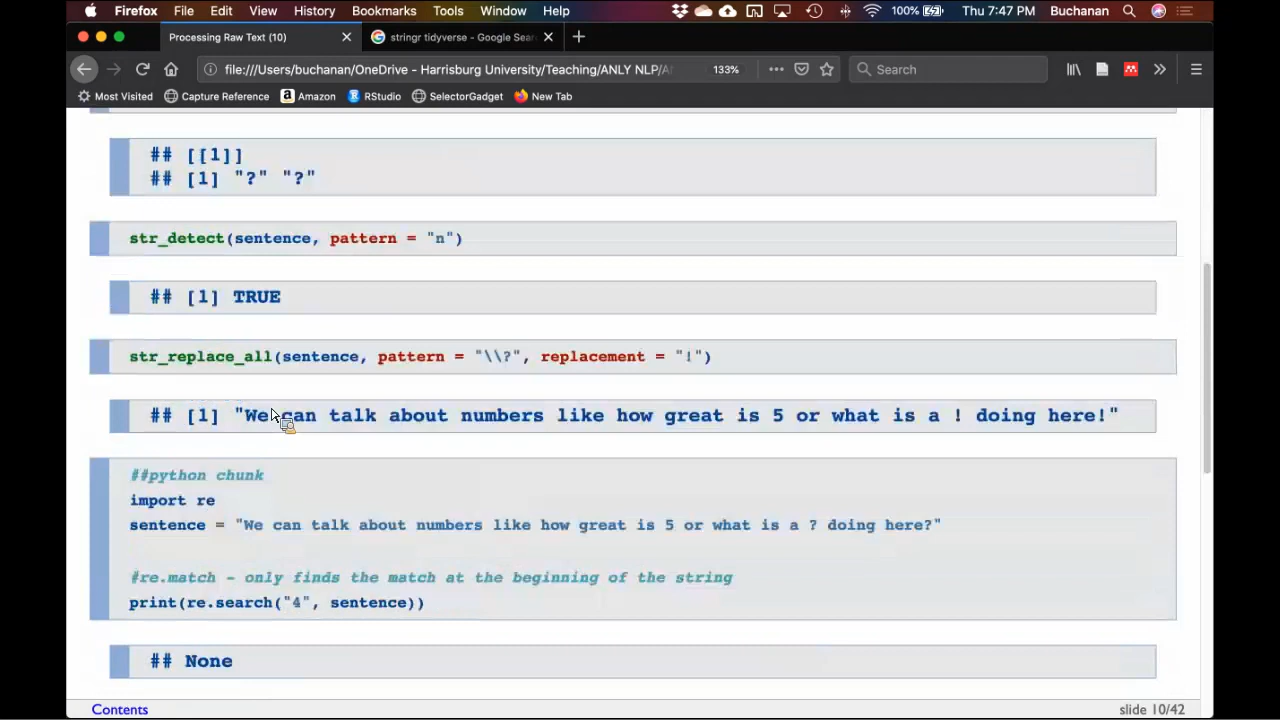 Firefox File Edit View History Bookmarks Tools Window Help 100% Thu 7:47 PM Buchanan
Processing Raw Text (10) stringr tidyverse - Google Sear
file:///Users/buchanan/OneDrive - Harrisburg University/Teaching/ANLY NLP/A 133% Search
Most Visited Capture Reference Amazon RStudio SelectorGadget New Tab
## [[1]]
## [1] "?" "?"
str_detect(sentence, pattern = "n")
## [1] TRUE
str_replace_all(sentence, pattern = "\\?", replacement = "!")
## [1] "We can talk about numbers like how great is 5 or what is a ! doing here!"
##python chunk
import re
sentence = "We can talk about numbers like how great is 5 or what is a ? doing here?"
#re.match - only finds the match at the beginning of the string
print(re.search("4", sentence))
## None
Contents slide 10/42